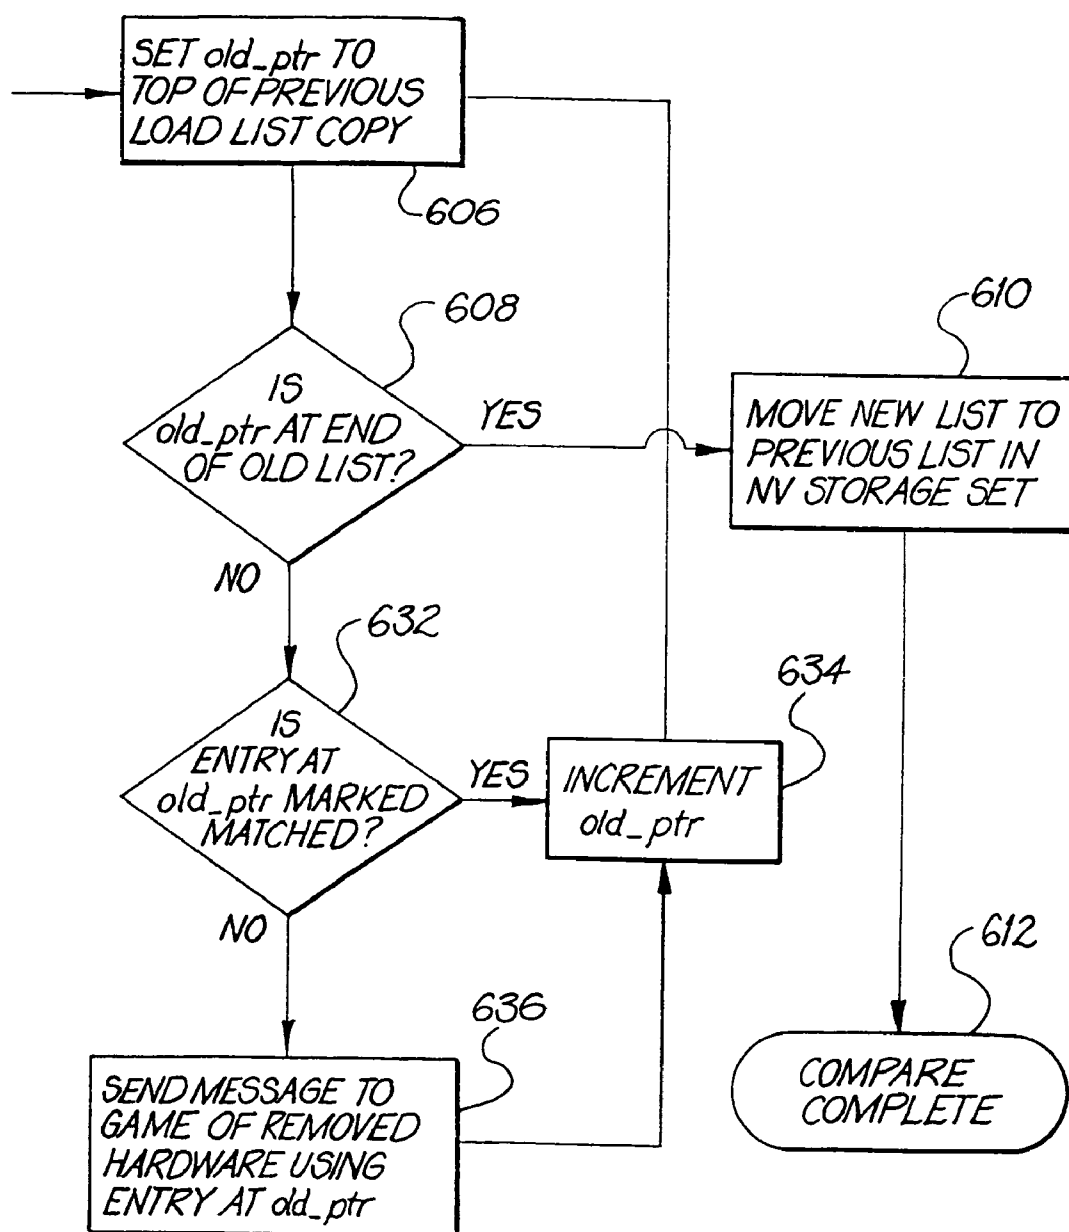 SET old_ptr TO
TOP OF PREVIOUS
LOAD LIST COPY
606
608
IS
old_ptr AT END
OF OLD LIST?
YES
NO
610
MOVE NEW LIST TO
PREVIOUS LIST IN
NV STORAGE SET
632
IS
ENTRY AT
old_ptr MARKED
MATCHED?
YES
NO
634
INCREMENT
old_ptr
636
SEND MESSAGE TO
GAME OF REMOVED
HARDWARE USING
ENTRY AT old_ptr
612
COMPARE
COMPLETE